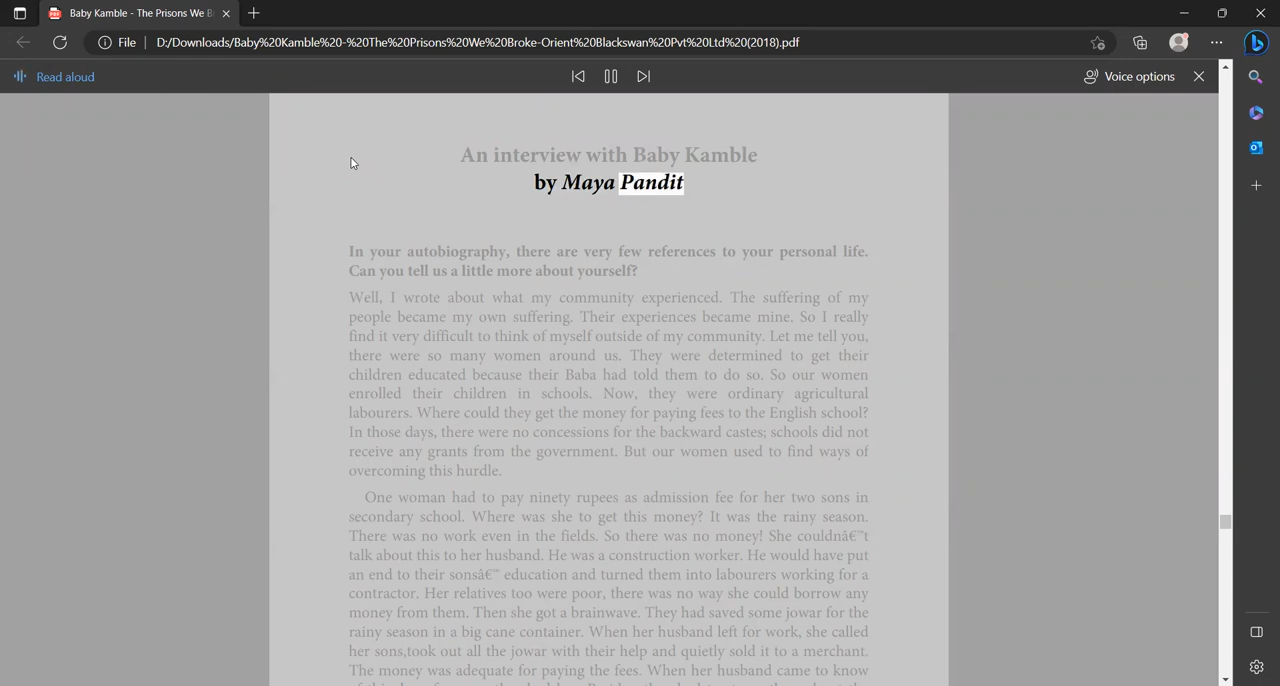 Baby Kamble - The Prisons We Br
File
D:/Downloads/Baby%20Kamble%20-%20The%20Prisons%20We%20Broke-Orient%20Blackswan%20Pvt%20Ltd%20(2018).pdf
Read aloud
Voice options
An interview with Baby Kamble
by Maya Pandit
In your autobiography, there are very few references to your personal life.
Can you tell us a little more about yourself?
Well, I wrote about what my community experienced. The suffering of my
people became my own suffering. Their experiences became mine. So I really
find it very difficult to think of myself outside of my community. Let me tell you,
there were so many women around us. They were determined to get their
children educated because their Baba had told them to do so. So our women
enrolled their children in schools. Now, they were ordinary agricultural
labourers. Where could they get the money for paying fees to the English school?
In those days, there were no concessions for the backward castes; schools did not
receive any grants from the government. But our women used to find ways of
overcoming this hurdle.
One woman had to pay ninety rupees as admission fee for her two sons in
secondary school. Where was she to get this money? It was the rainy season.
There was no work even in the fields. So there was no money! She couldnâ€™t
talk about this to her husband. He was a construction worker. He would have put
an end to their sonsâ€™ education and turned them into labourers working for a
contractor. Her relatives too were poor, there was no way she could borrow any
money from them. Then she got a brainwave. They had saved some jowar for the
rainy season in a big cane container. When her husband left for work, she called
her sons,took out all the jowar with their help and quietly sold it to a merchant.
The money was adequate for paying the fees. When her husband came to know